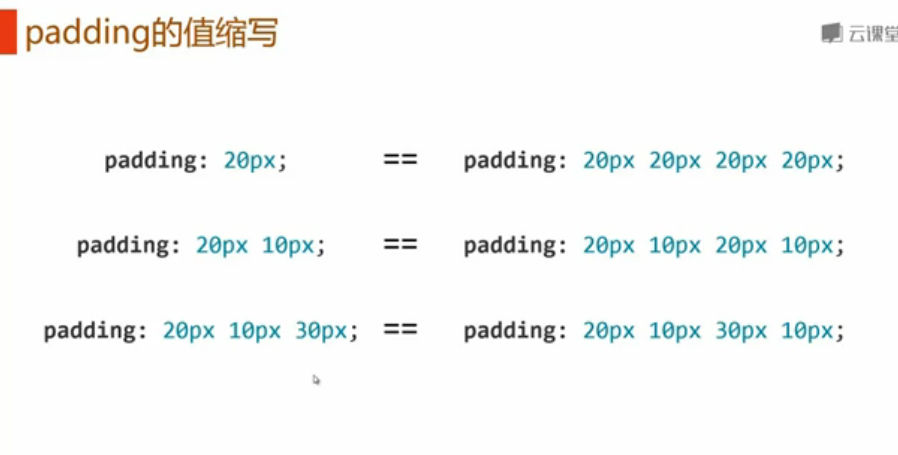 padding的值缩写
云课堂
padding: 20px; == padding: 20px 20px 20px 20px;
padding: 20px 10px; == padding: 20px 10px 20px 10px;
padding: 20px 10px 30px; == padding: 20px 10px 30px 10px;